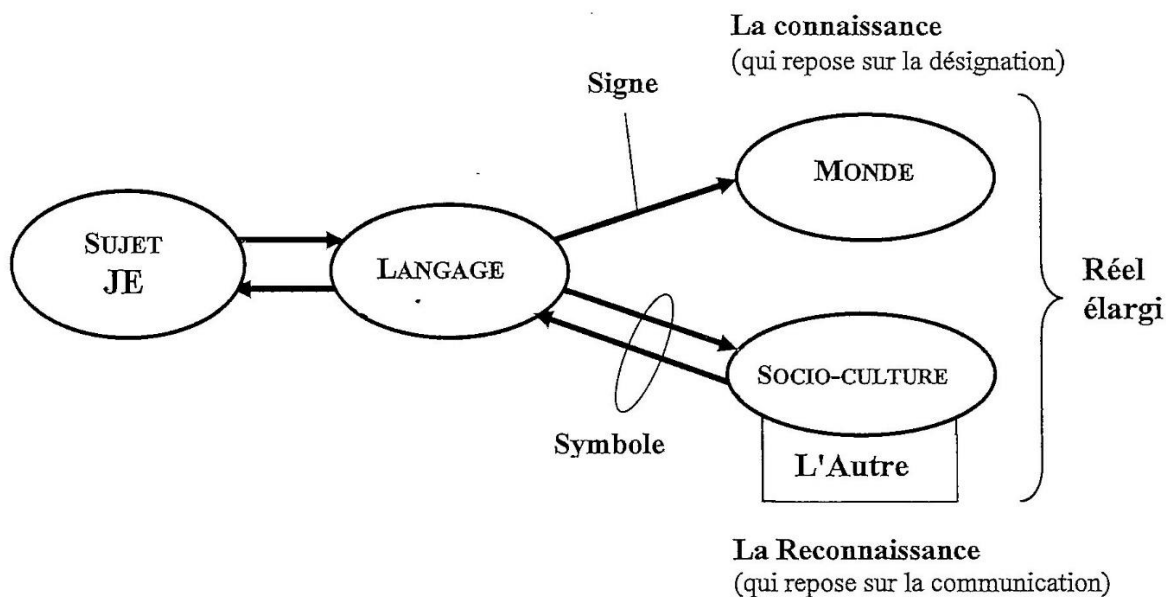 La connaissance
(qui repose sur la désignation)
Signe
MONDE
SUJET
JE
LANGAGE
Réel
élargi
SOCIO-CULTURE
Symbole
L'Autre
La Reconnaissance
(qui repose sur la communication)